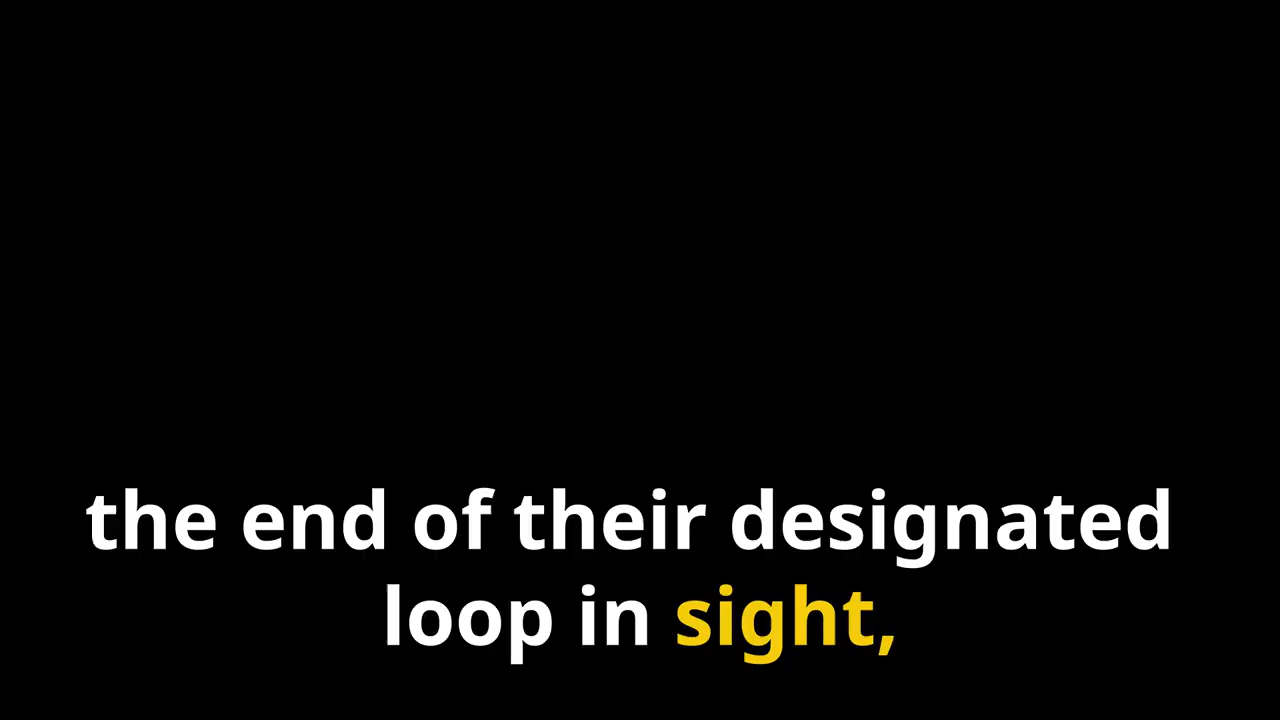 the end of their designated
loop in sight,